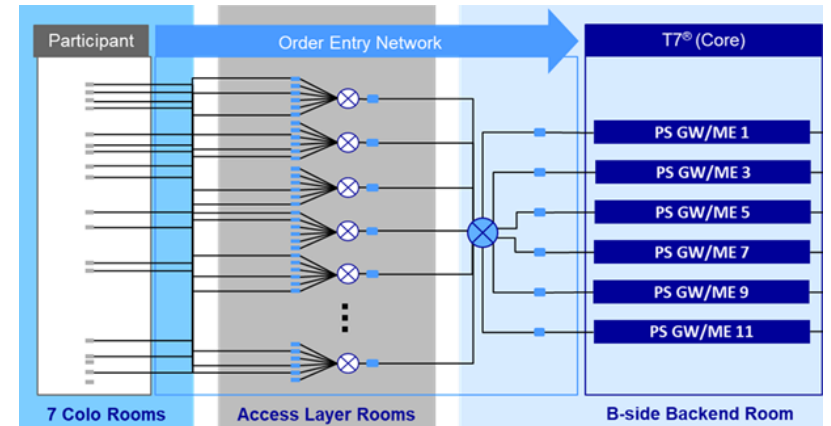 Participant
Order Entry Network
T7® (Core)
PS GW/ME 1
PS GW/ME 3
PS GW/ME 5
PS GW/ME 7
PS GW/ME 9
PS GW/ME 11
7 Colo Rooms
Access Layer Rooms
B-side Backend Room